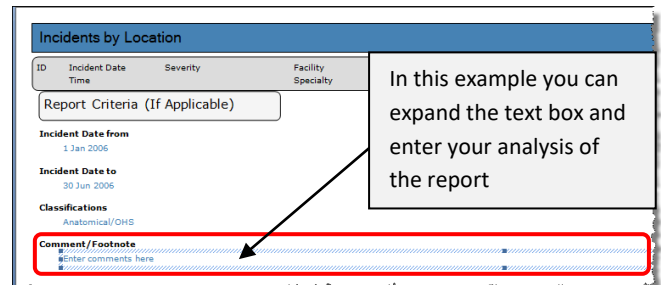 Incidents by Location
ID Incident Date Severity Facility
Time Specialty
Report Criteria (If Applicable)
In this example you can
expand the text box and
enter your analysis of
the report
Incident Date from
1 Jan 2006
Incident Date to
30 Jun 2006
Classifications
Anatomical/OHS
Comment/Footnote
Enter comments here